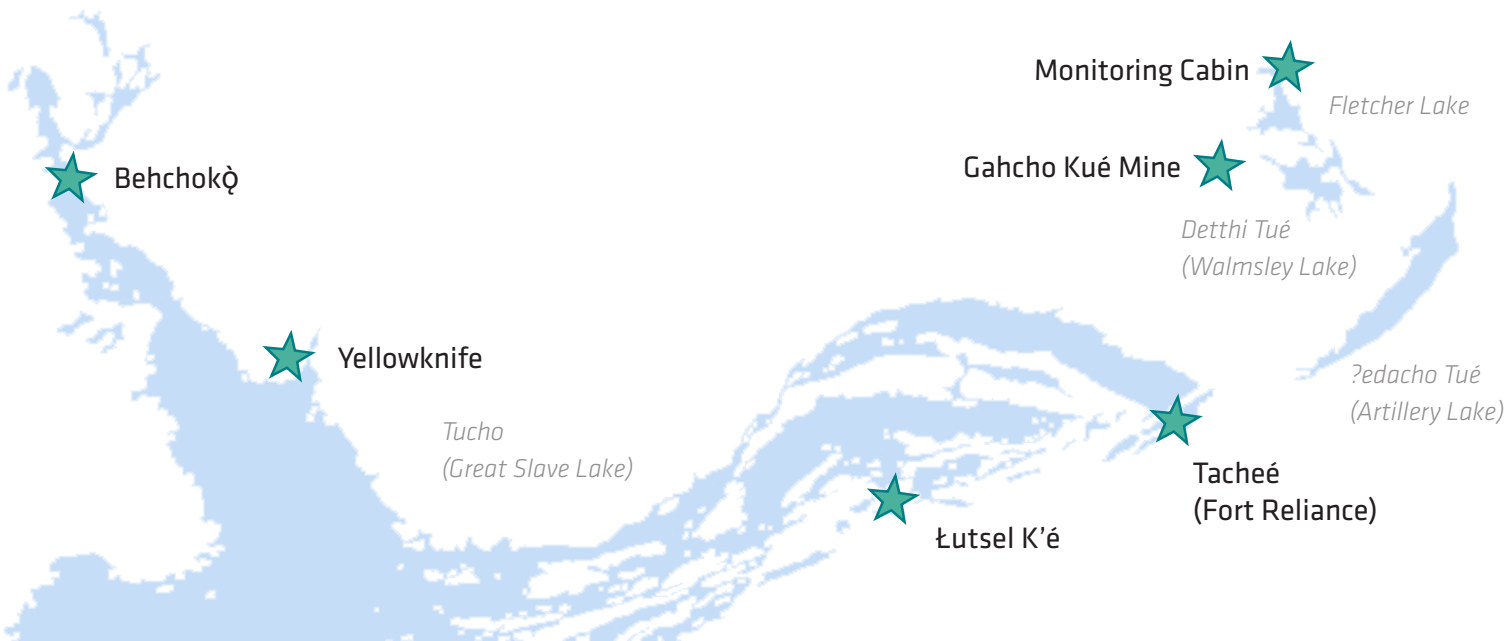 Monitoring Cabin
Fletcher Lake
Gahcho Kué Mine
Behchokǫ̀
Detthi Tué
(Walmsley Lake)
Yellowknife
?edacho Tué
(Artillery Lake)
Tucho
(Great Slave Lake)
Tacheé
(Fort Reliance)
Łutsel K’é